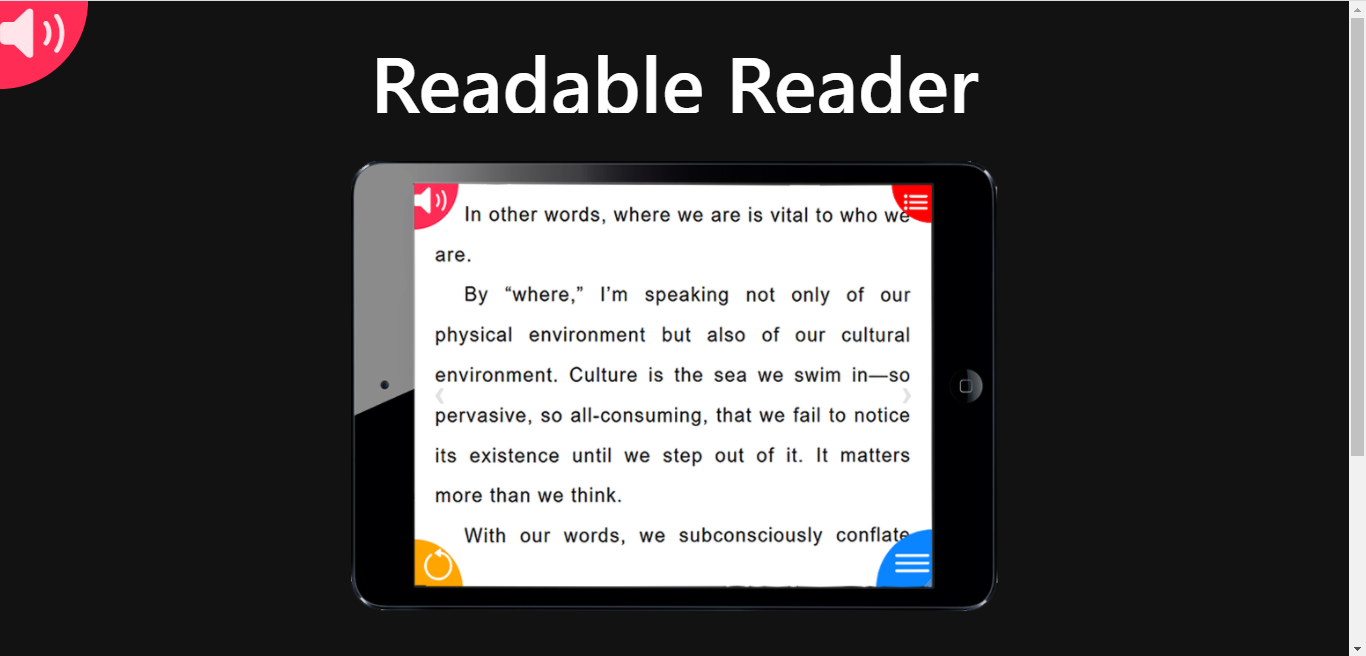 Readable Reader
In other words, where we are is vital to who we
are.
By “where,” I’m speaking not only of our
physical environment but also of our cultural
environment. Culture is the sea we swim in—so
pervasive, so all-consuming, that we fail to notice
its existence until we step out of it. It matters
more than we think.
With our words, we subconsciously conflate